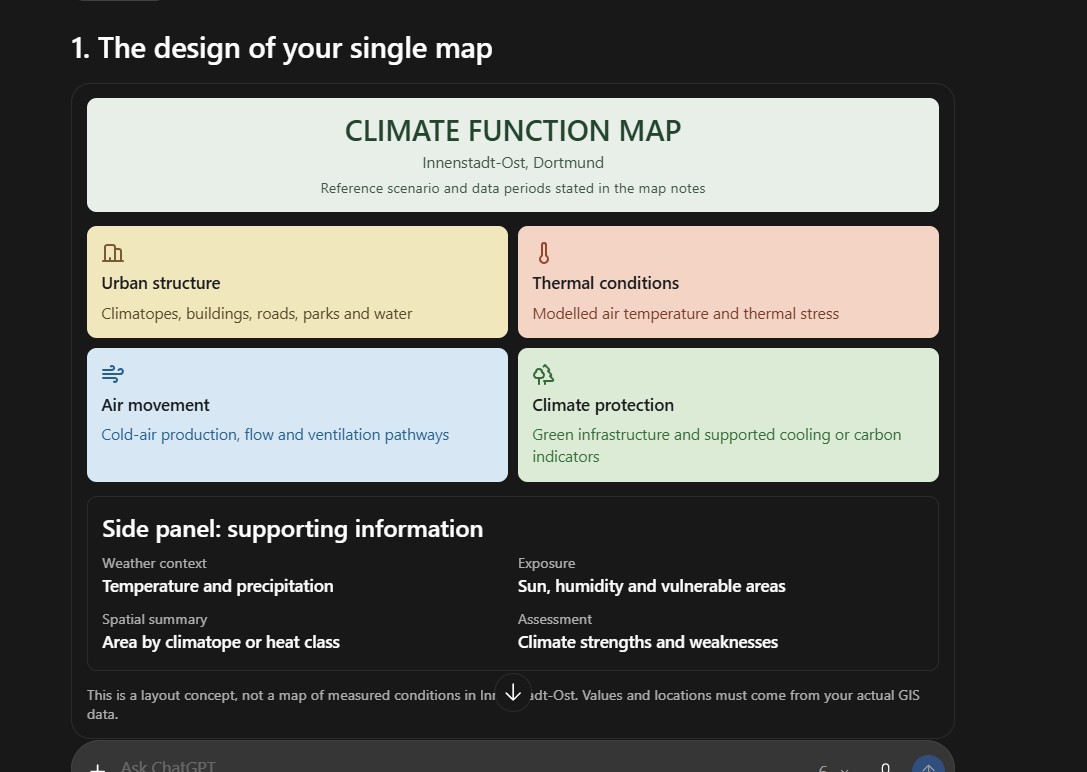 1. The design of your single map
CLIMATE FUNCTION MAP
Innenstadt-Ost, Dortmund
Reference scenario and data periods stated in the map notes
Urban structure
Climatopes, buildings, roads, parks and water
Thermal conditions
Modelled air temperature and thermal stress
Air movement
Cold-air production, flow and ventilation pathways
Climate protection
Green infrastructure and supported cooling or carbon
indicators
Side panel: supporting information
Weather context
Temperature and precipitation
Exposure
Sun, humidity and vulnerable areas
Spatial summary
Area by climatope or heat class
Assessment
Climate strengths and weaknesses
This is a layout concept, not a map of measured conditions in Inn adt-Ost. Values and locations must come from your actual GIS
data.
Ask ChatGPT